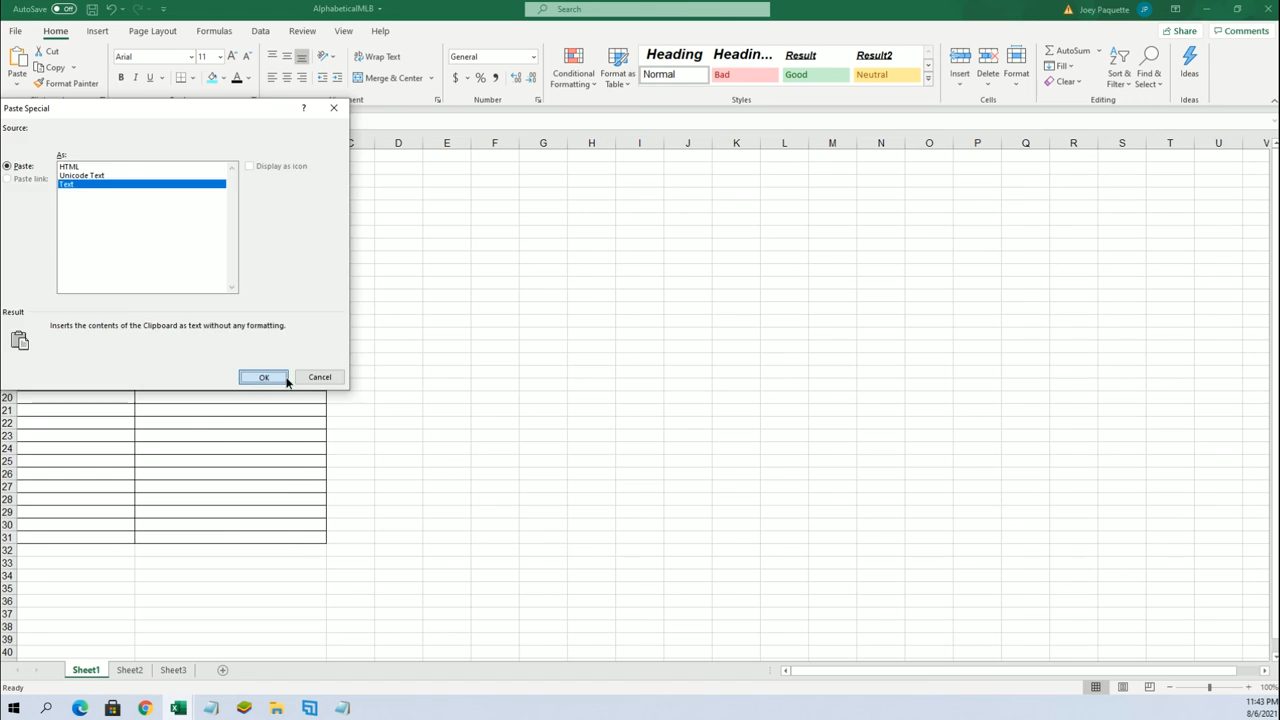 AutoSave Off AlphabeticalMLB Search Joey Paquette JP
File Home Insert Page Layout Formulas Data Review View Help Share Comments
Paste Cut Copy Format Painter
Arial 11 A A Wrap Text General
B I U A Merge & Center $ % 9
Conditional Formatting Format as Table
Heading Headin... Result Result2
Normal Bad Good Neutral
Insert Delete Format
AutoSum Fill Clear
Sort & Filter Find & Select Ideas
Number Styles Cells Editing Ideas
Paste Special ? ×
Source:
As:
Paste: HTML Display as icon
Paste link: Unicode Text
Text
Result
Inserts the contents of the Clipboard as text without any formatting.
OK Cancel
C D E F G H I J K L M N O P Q R S T U V
20
21
22
23
24
25
26
27
28
29
30
31
32
33
34
35
36
37
38
39
40
Sheet1 Sheet2 Sheet3
Ready 100%
11:43 PM
8/6/2021